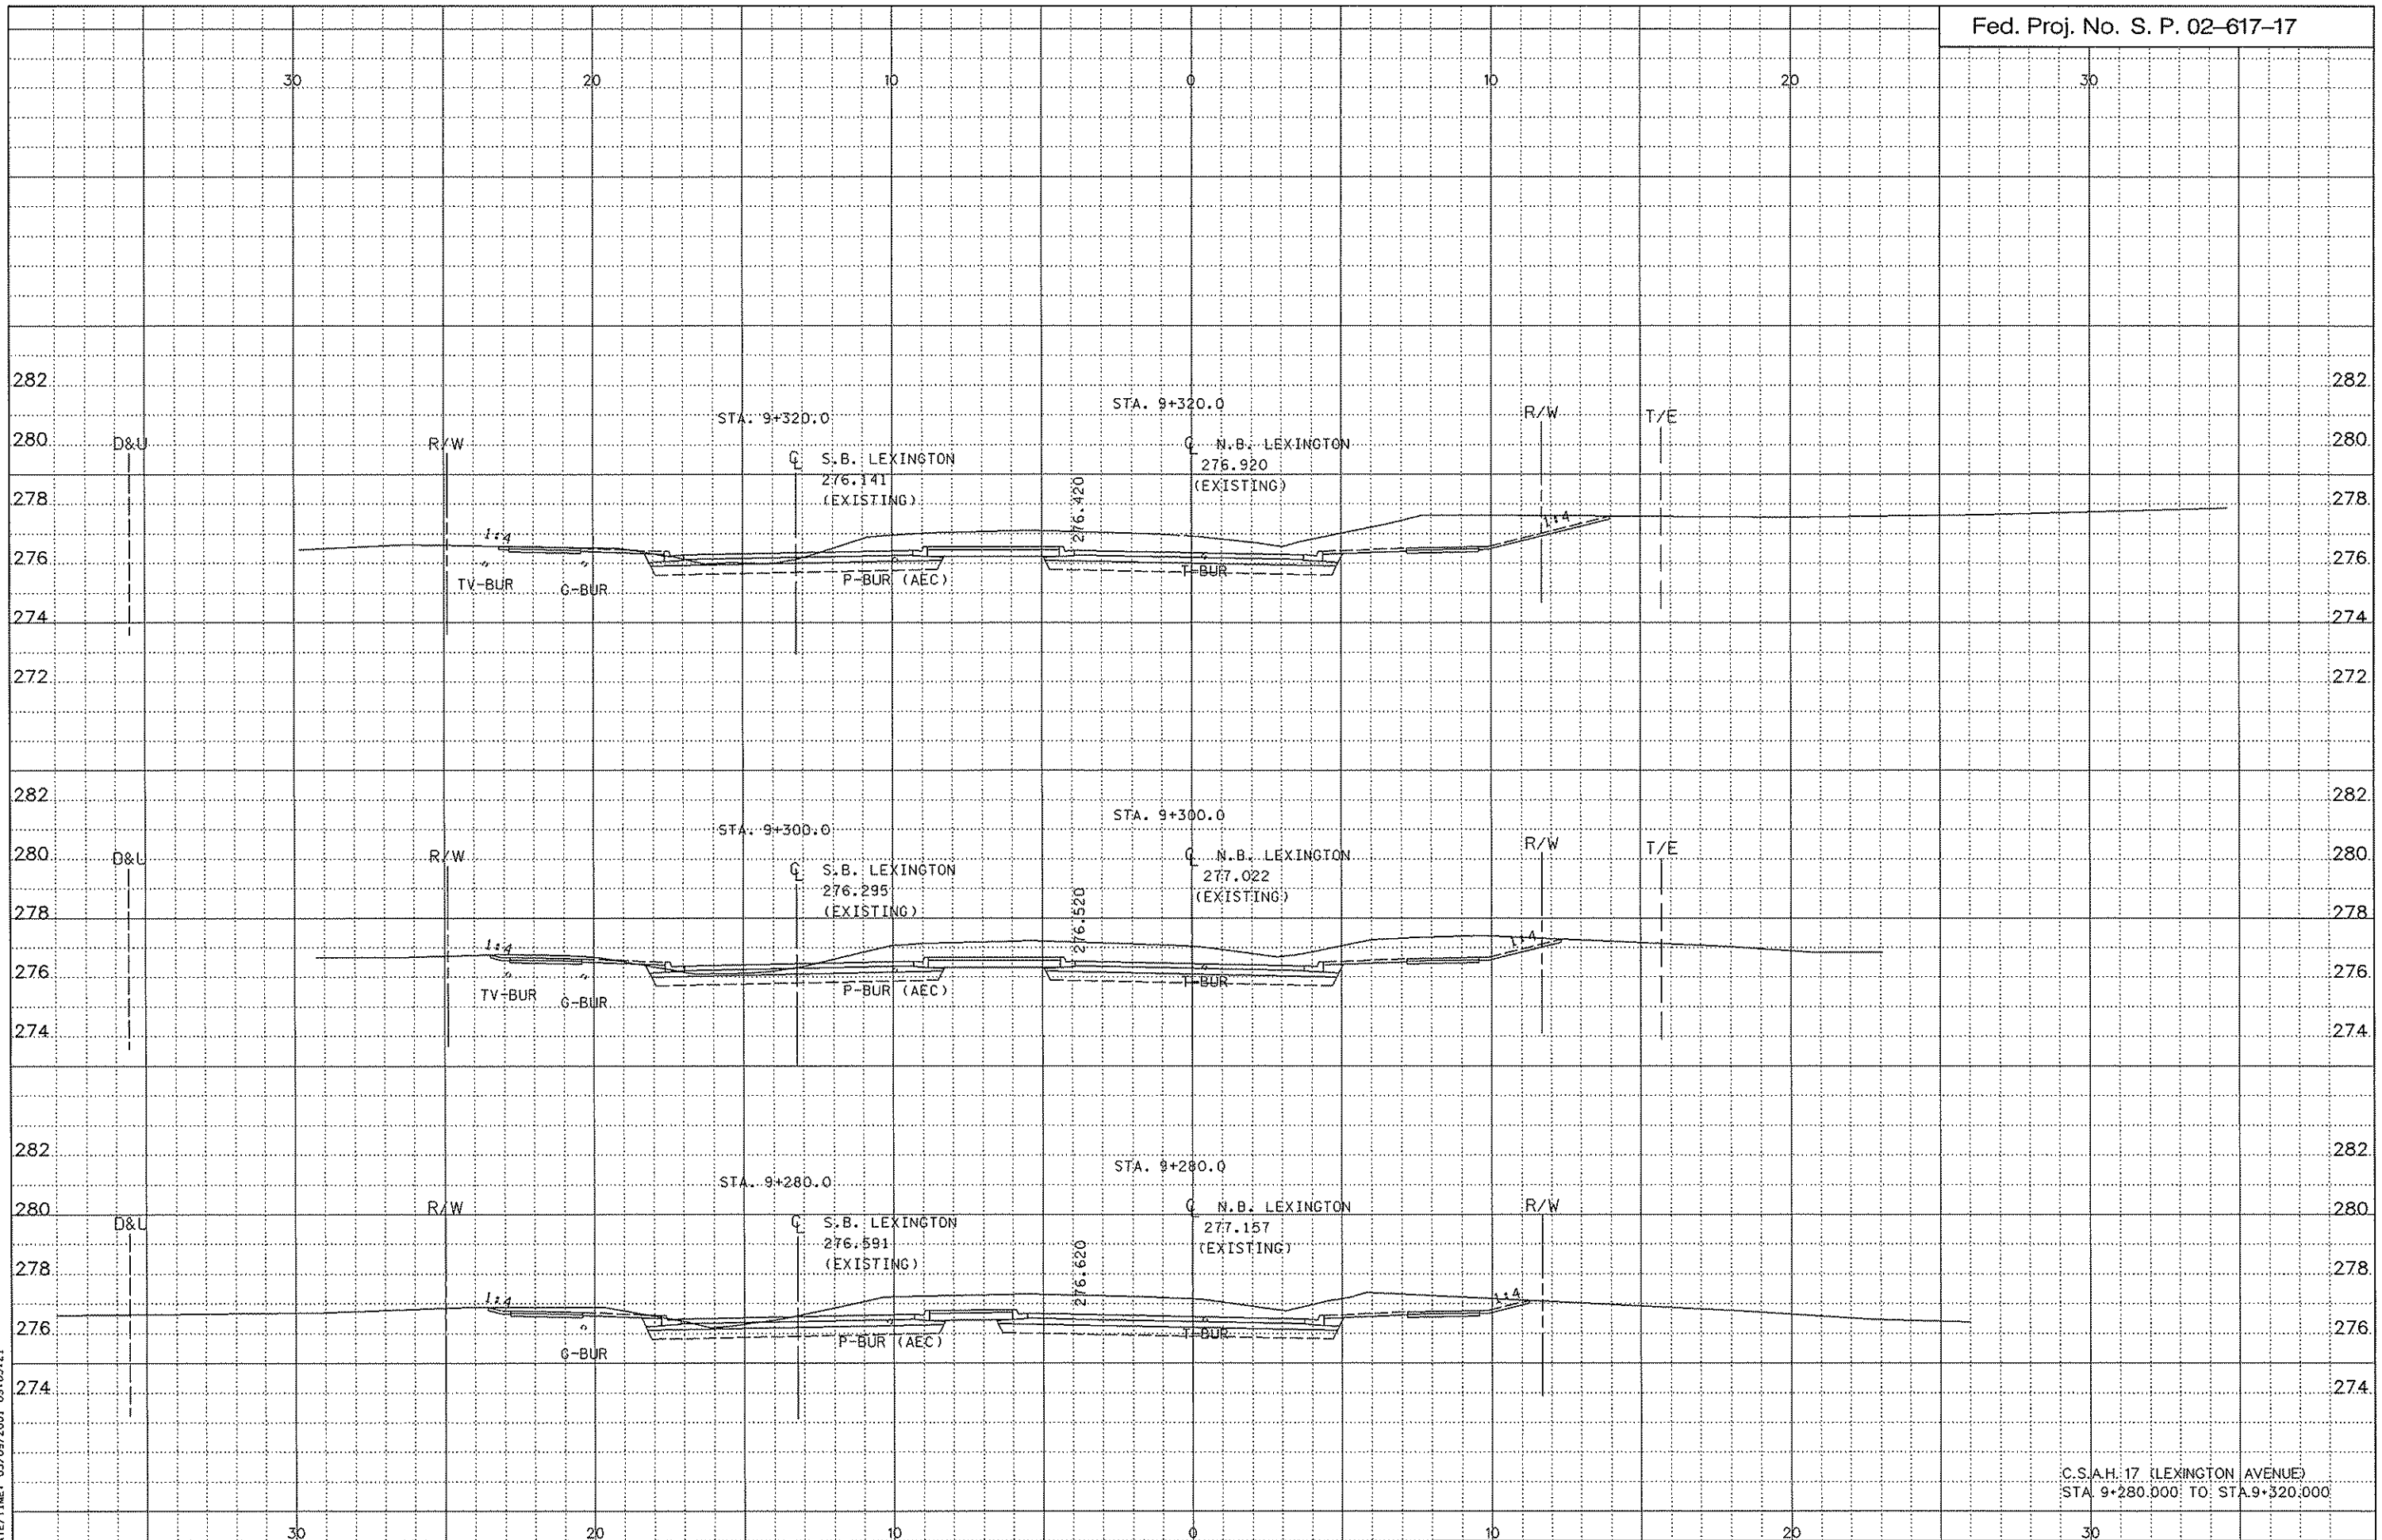 Fed. Proj. No. S. P. 02-617-17
30 20 10 0 10 20 30
282 282
STA. 9+320.0 STA. 9+320.0 R/W T/E
280 D&U R/W ℄ N.B. LEXINGTON 280
℄ S.B. LEXINGTON 276.920
276.141 (EXISTING)
(EXISTING) 276.420
278 278
1:4 1:4
276 276
TV-BUR G-BUR P-BUR (AEC) T-BUR
274 274
272 272
282 282
STA. 9+300.0 STA. 9+300.0
280 D&U R/W ℄ N.B. LEXINGTON R/W T/E 280
℄ S.B. LEXINGTON 277.022
276.295 (EXISTING)
(EXISTING) 276.520
278 278
1:4 1:4
276 276
TV-BUR G-BUR P-BUR (AEC) T-BUR
274 274
282 282
STA. 9+280.0 STA. 9+280.0
280 D&U R/W ℄ N.B. LEXINGTON R/W 280
℄ S.B. LEXINGTON 277.157
276.591 (EXISTING)
(EXISTING) 276.620
278 278
1:4 1:4
276 276
G-BUR P-BUR (AEC) T-BUR
274 274
C.S.A.H. 17 (LEXINGTON AVENUE)
STA. 9+280.000 TO STA.9+320.000
30 20 10 0 10 20 30